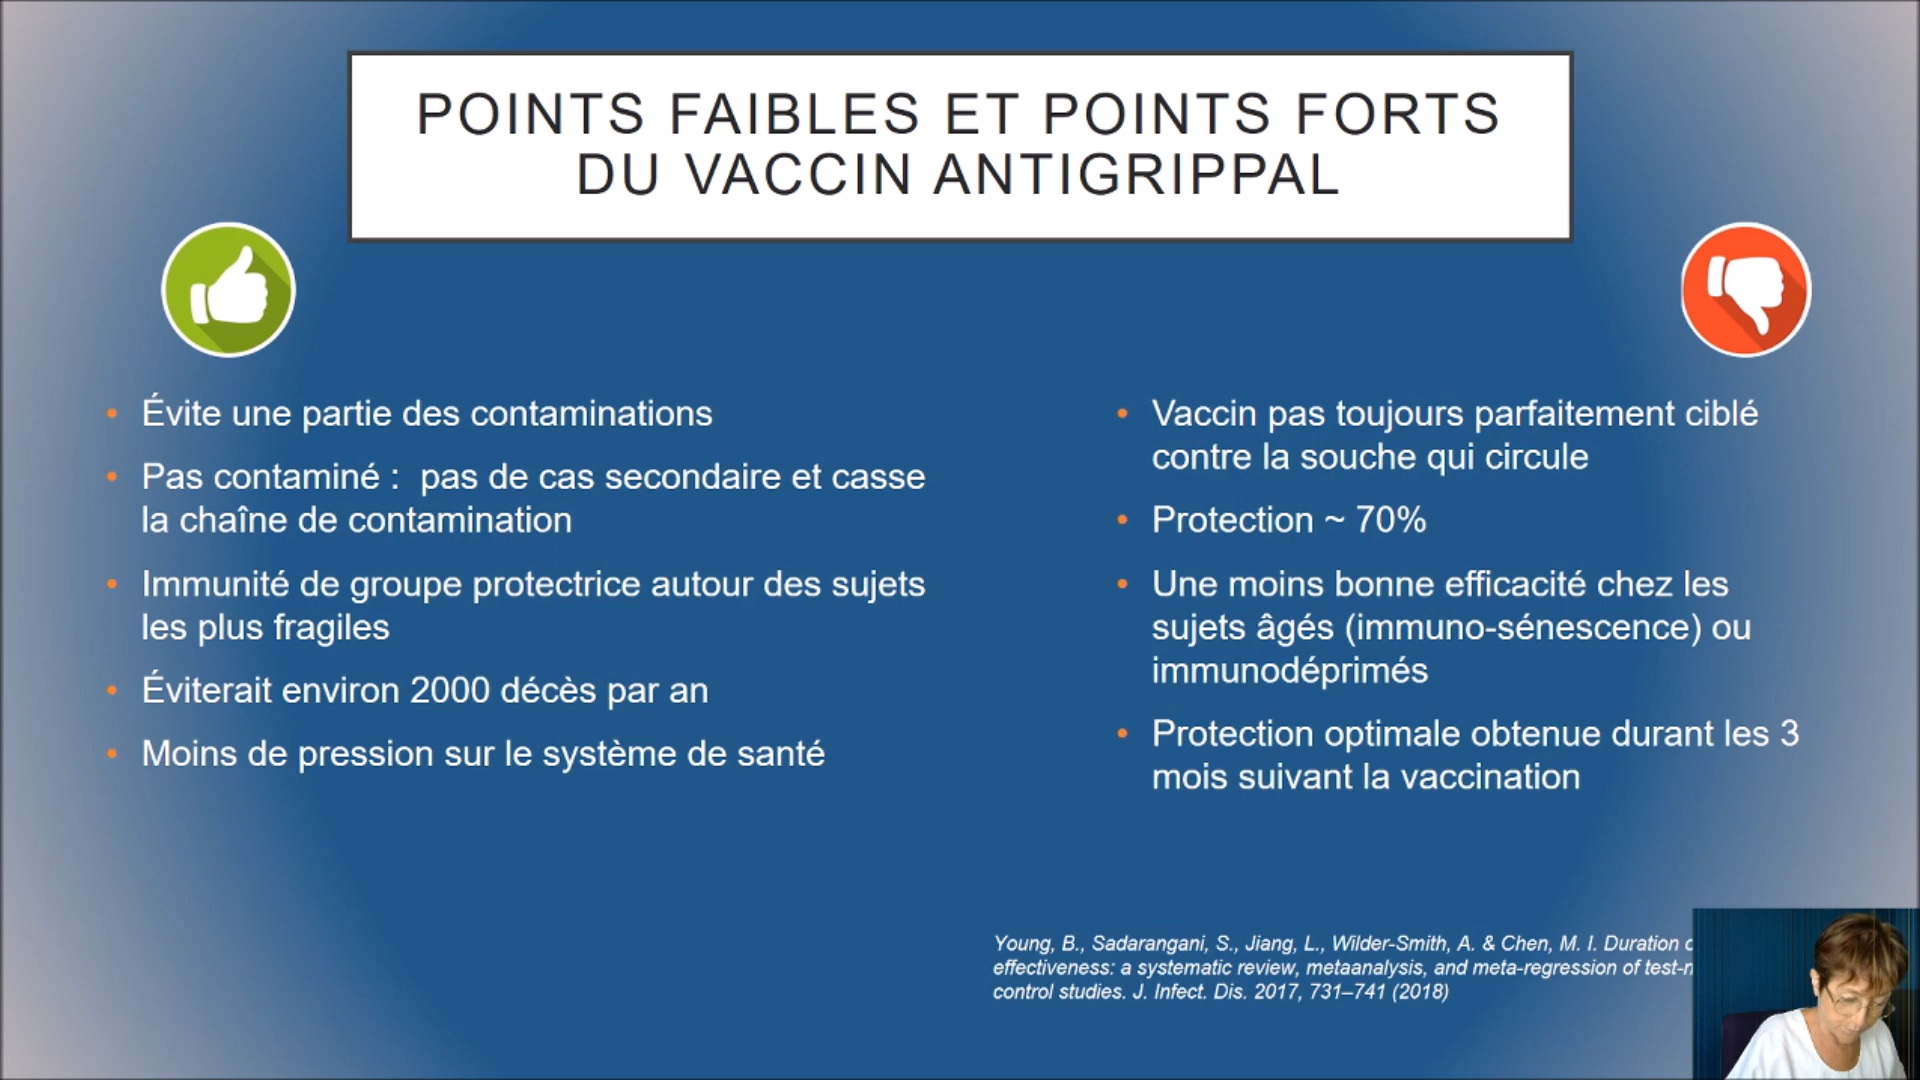 POINTS FAIBLES ET POINTS FORTS
DU VACCIN ANTIGRIPPAL
• Évite une partie des contaminations
• Pas contaminé :  pas de cas secondaire et casse
la chaîne de contamination
• Immunité de groupe protectrice autour des sujets
les plus fragiles
• Éviterait environ 2000 décès par an
• Moins de pression sur le système de santé
• Vaccin pas toujours parfaitement ciblé
contre la souche qui circule
• Protection ~ 70%
• Une moins bonne efficacité chez les
sujets âgés (immuno-sénescence) ou
immunodéprimés
• Protection optimale obtenue durant les 3
mois suivant la vaccination
Young, B., Sadarangani, S., Jiang, L., Wilder-Smith, A. & Chen, M. I. Duration
effectiveness: a systematic review, metaanalysis, and meta-regression of
control studies. J. Infect. Dis. 2017, 731–741 (2018)